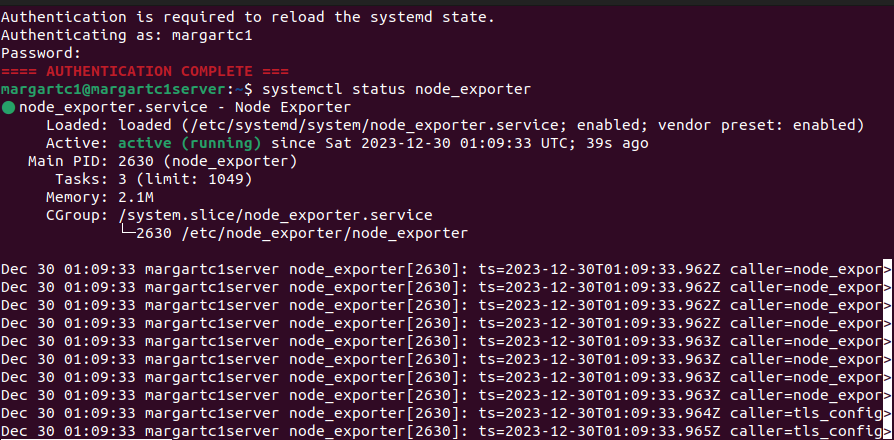 Authentication is required to reload the systemd state.
Authenticating as: margartc1
Password:
==== AUTHENTICATION COMPLETE ===
margartc1@margartc1server:~$ systemctl status node_exporter
● node_exporter.service - Node Exporter
     Loaded: loaded (/etc/systemd/system/node_exporter.service; enabled; vendor preset: enabled)
     Active: active (running) since Sat 2023-12-30 01:09:33 UTC; 39s ago
   Main PID: 2630 (node_exporter)
      Tasks: 3 (limit: 1049)
     Memory: 2.1M
     CGroup: /system.slice/node_exporter.service
             └─2630 /etc/node_exporter/node_exporter
Dec 30 01:09:33 margartc1server node_exporter[2630]: ts=2023-12-30T01:09:33.962Z caller=node_expor>
Dec 30 01:09:33 margartc1server node_exporter[2630]: ts=2023-12-30T01:09:33.962Z caller=node_expor>
Dec 30 01:09:33 margartc1server node_exporter[2630]: ts=2023-12-30T01:09:33.962Z caller=node_expor>
Dec 30 01:09:33 margartc1server node_exporter[2630]: ts=2023-12-30T01:09:33.962Z caller=node_expor>
Dec 30 01:09:33 margartc1server node_exporter[2630]: ts=2023-12-30T01:09:33.963Z caller=node_expor>
Dec 30 01:09:33 margartc1server node_exporter[2630]: ts=2023-12-30T01:09:33.963Z caller=node_expor>
Dec 30 01:09:33 margartc1server node_exporter[2630]: ts=2023-12-30T01:09:33.963Z caller=node_expor>
Dec 30 01:09:33 margartc1server node_exporter[2630]: ts=2023-12-30T01:09:33.963Z caller=node_expor>
Dec 30 01:09:33 margartc1server node_exporter[2630]: ts=2023-12-30T01:09:33.964Z caller=tls_config>
Dec 30 01:09:33 margartc1server node_exporter[2630]: ts=2023-12-30T01:09:33.965Z caller=tls_config>